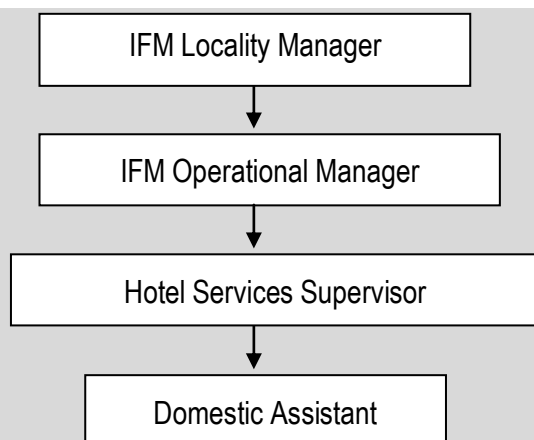 IFM Locality Manager
IFM Operational Manager
Hotel Services Supervisor
Domestic Assistant